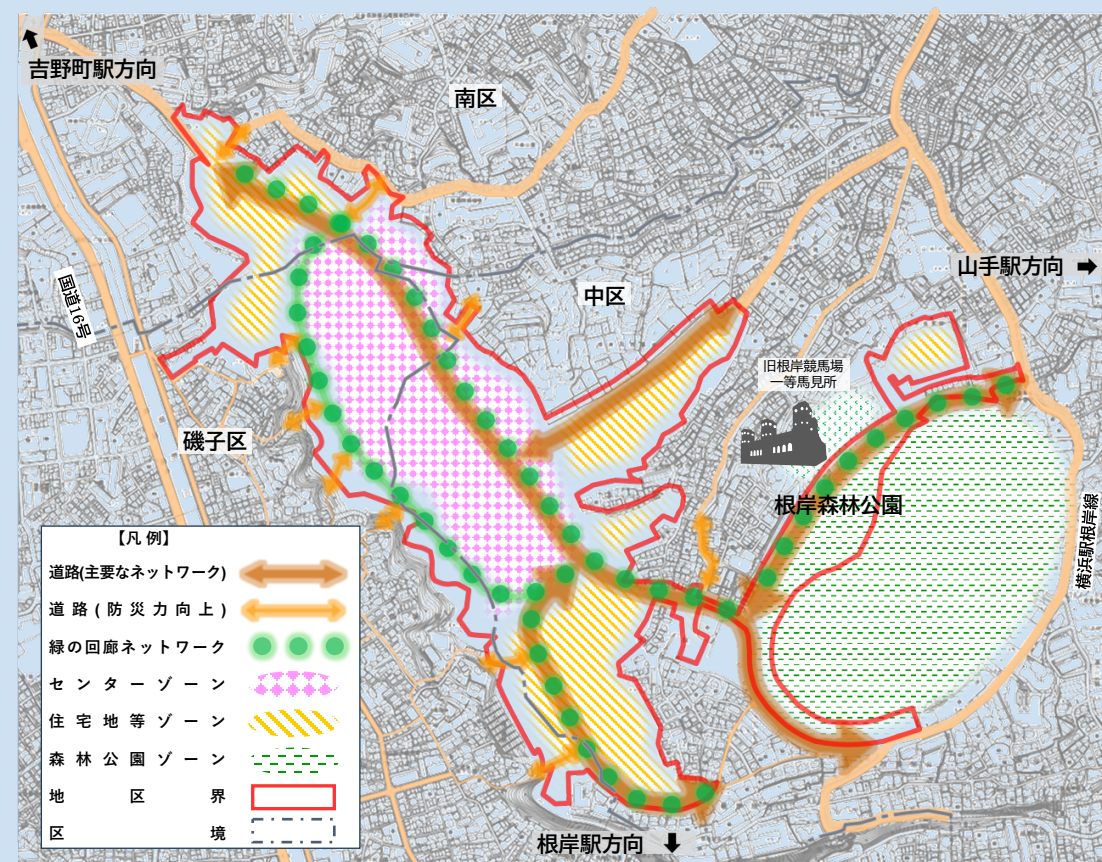 吉野町駅方向
南区
山手駅方向
国道16号
中区
旧根岸競馬場
一等馬見所
磯子区
根岸森林公園
横浜駅根岸線
【凡 例】
道路(主要なネットワーク)
道路(防災力向上)
緑の回廊ネットワーク
センターゾーン
住宅地等ゾーン
森林公園ゾーン
地区界
区境
根岸駅方向